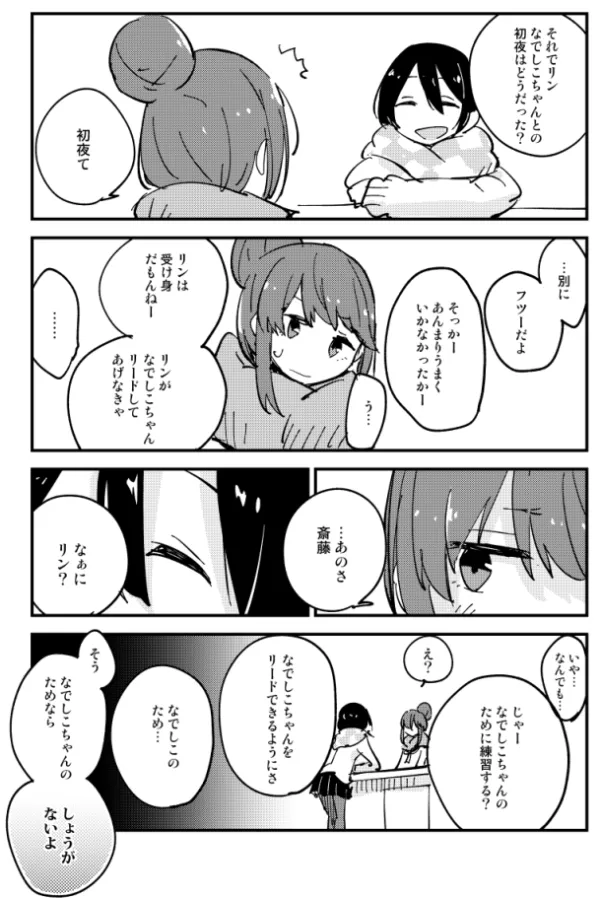 それでリン
なでしこちゃんとの
初夜はどうだった？
初夜て
…別に
フツーだよ
そっかー
あんまりうまく
いかなかったかー
う…
リンは
受け身
だもんねー
リンが
なでしこちゃん
リードして
あげなきゃ
……
…あのさ
斎藤
なぁに
リン？
いや…
なんでも…
じゃー
なでしこちゃんの
ために練習する？
え？
なでしこちゃんを
リードできるようにさ
なでしこの
ため…
そう
なでしこちゃんの
ためなら
しょうが
ないよ